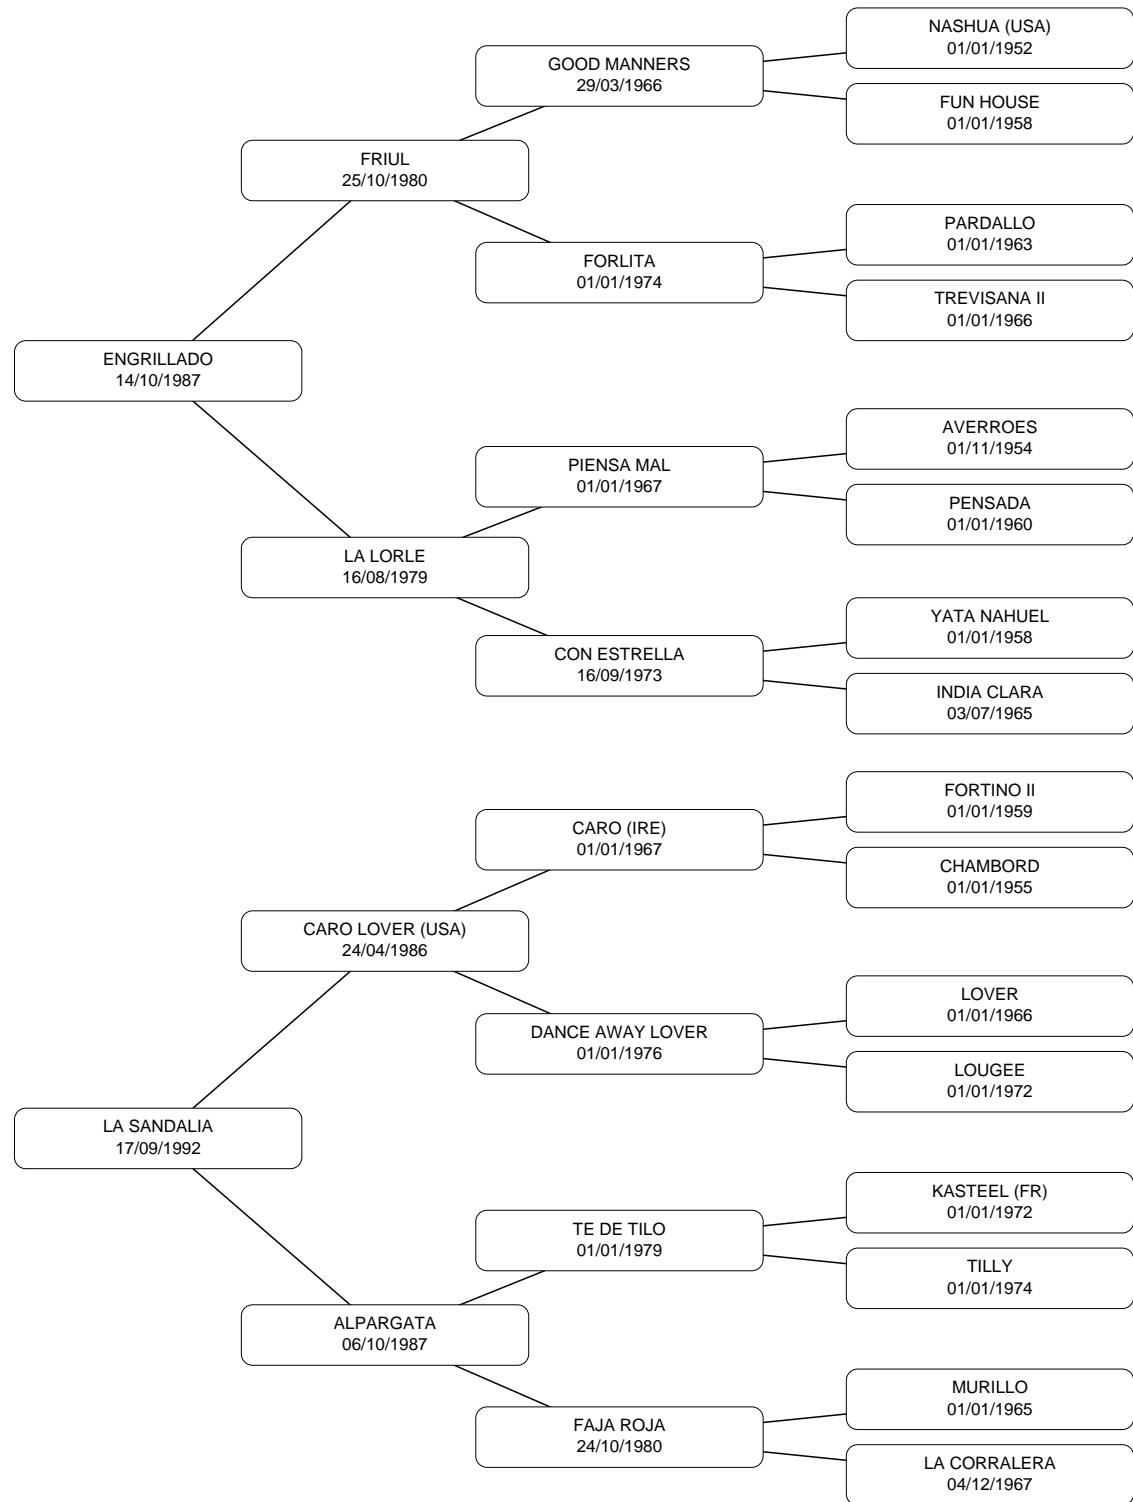 NASHUA (USA)
01/01/1952
GOOD MANNERS
29/03/1966
FUN HOUSE
01/01/1958
FRIUL
25/10/1980
PARDALLO
01/01/1963
FORLITA
01/01/1974
TREVISANA II
01/01/1966
ENGRILLADO
14/10/1987
AVERROES
01/11/1954
PIENSA MAL
01/01/1967
PENSADA
01/01/1960
LA LORLE
16/08/1979
YATA NAHUEL
01/01/1958
CON ESTRELLA
16/09/1973
INDIA CLARA
03/07/1965
FORTINO II
01/01/1959
CARO (IRE)
01/01/1967
CHAMBORD
01/01/1955
CARO LOVER (USA)
24/04/1986
LOVER
01/01/1966
DANCE AWAY LOVER
01/01/1976
LOUGEE
01/01/1972
LA SANDALIA
17/09/1992
KASTEEL (FR)
01/01/1972
TE DE TILO
01/01/1979
TILLY
01/01/1974
ALPARGATA
06/10/1987
MURILLO
01/01/1965
FAJA ROJA
24/10/1980
LA CORRALERA
04/12/1967